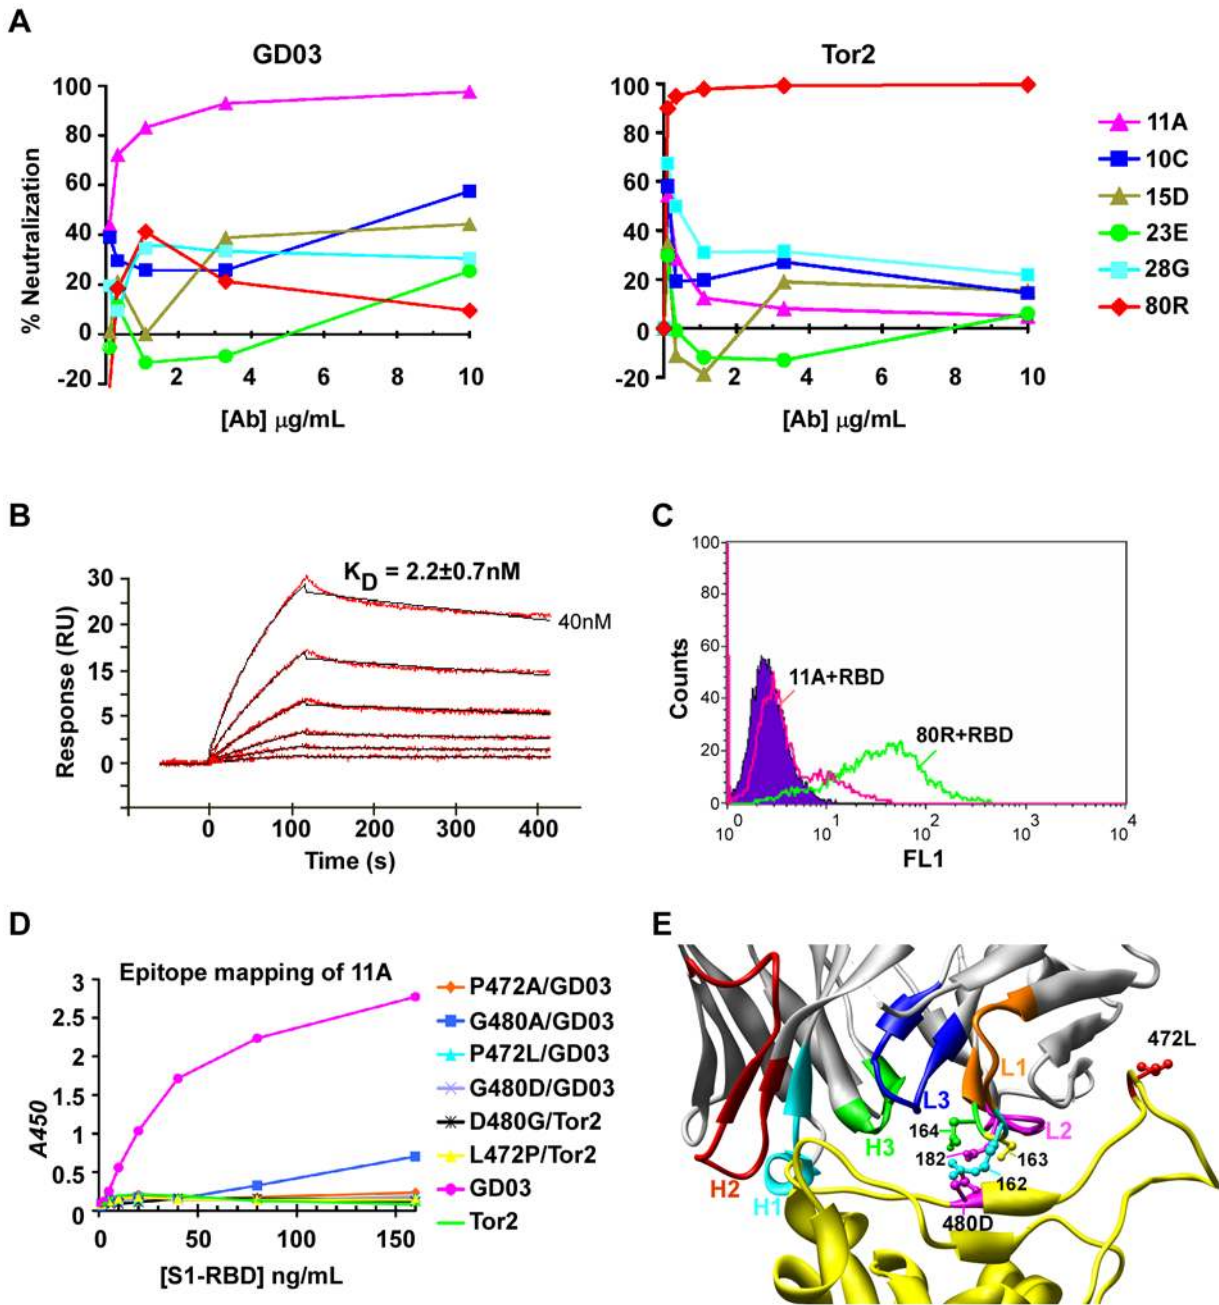 A
GD03
Tor2
100
80
60
40
20
0
-20
% Neutralization
2
4
6
8
10
[Ab] μg/mL
100
80
60
40
20
0
-20
2
4
6
8
10
[Ab] μg/mL
11A
10C
15D
23E
28G
80R
B
KD = 2.2±0.7nM
30
20
15
5
0
Response (RU)
40nM
0
100
200
300
400
Time (s)
C
100
80
60
40
20
0
Counts
11A+RBD
80R+RBD
10^0
10^1
10^2
10^3
10^4
FL1
D
Epitope mapping of 11A
3
2.5
2
1.5
1
0.5
0
A450
0
50
100
150
[S1-RBD] ng/mL
P472A/GD03
G480A/GD03
P472L/GD03
G480D/GD03
D480G/Tor2
L472P/Tor2
GD03
Tor2
E
472L
L1
L3
L2
164
H3
182
163
162
H2
H1
480D